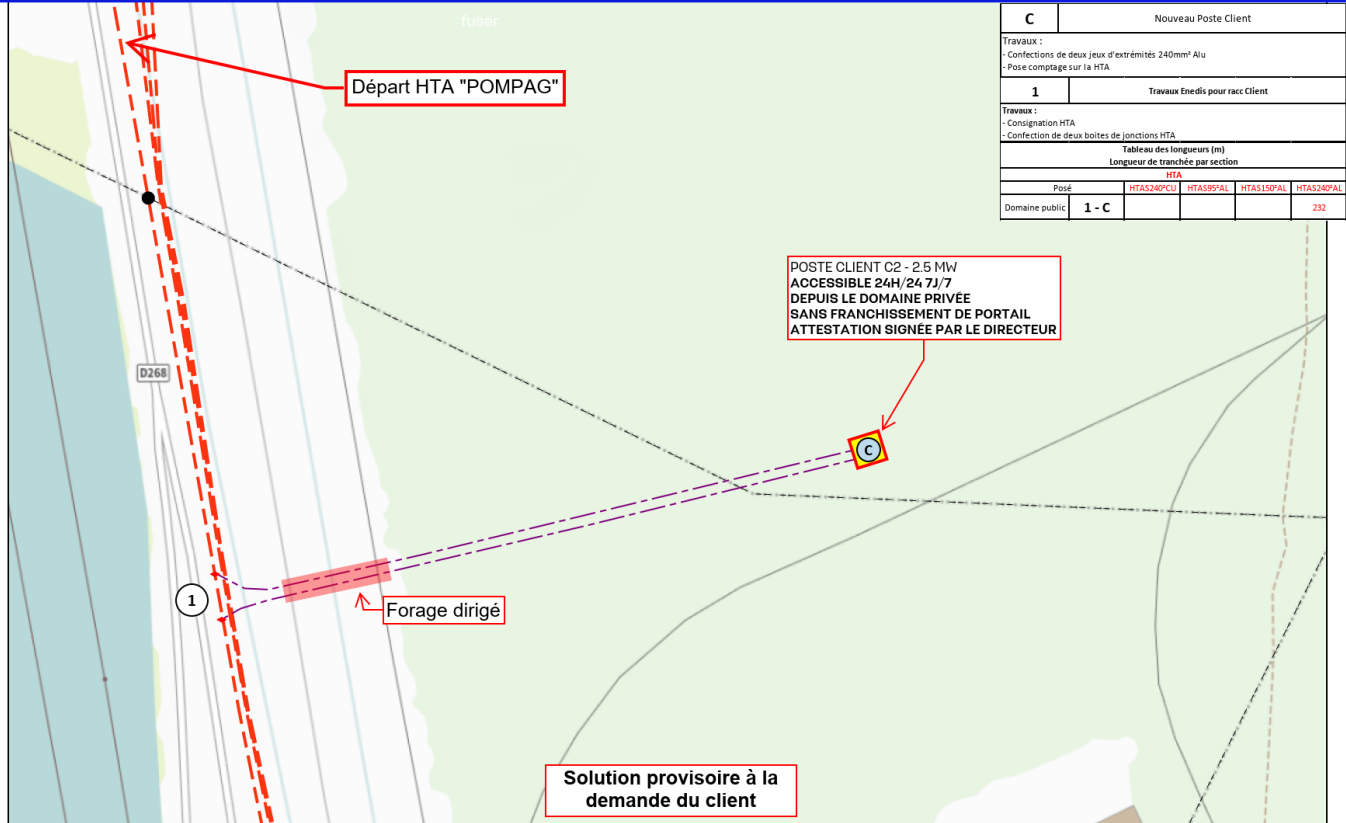 fuser
C Nouveau Poste Client
Travaux :
- Confections de deux jeux d'extrémités 240mm² Alu
- Pose comptage sur la HTA
1 Travaux Enedis pour racc Client
Travaux :
- Consignation HTA
- Confection de deux boites de jonctions HTA
Tableau des longueurs (m)
Longueur de tranchée par section
HTA
Posé HTAS240²CU HTAS95²AL HTAS150²AL HTAS240²AL
Domaine public 1 - C 232
Départ HTA "POMPAG"
POSTE CLIENT C2 - 2.5 MW
ACCESSIBLE 24H/24 7J/7
DEPUIS LE DOMAINE PRIVÉE
SANS FRANCHISSEMENT DE PORTAIL
ATTESTATION SIGNÉE PAR LE DIRECTEUR
D268
C
1
Forage dirigé
Solution provisoire à la
demande du client